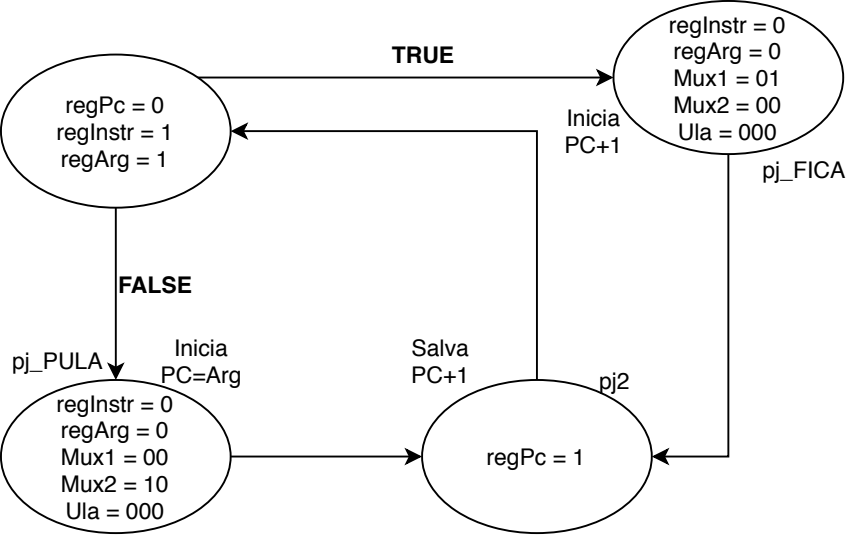 regInstr = 0
regArg = 0
Mux1 = 01
Mux2 = 00
Ula = 000
TRUE
regPc = 0
regInstr = 1
regArg = 1
Inicia
PC+1
pj_FICA
FALSE
pj_PULA
Inicia
PC=Arg
Salva
PC+1
pj2
regInstr = 0
regArg = 0
Mux1 = 00
Mux2 = 10
Ula = 000
regPc = 1